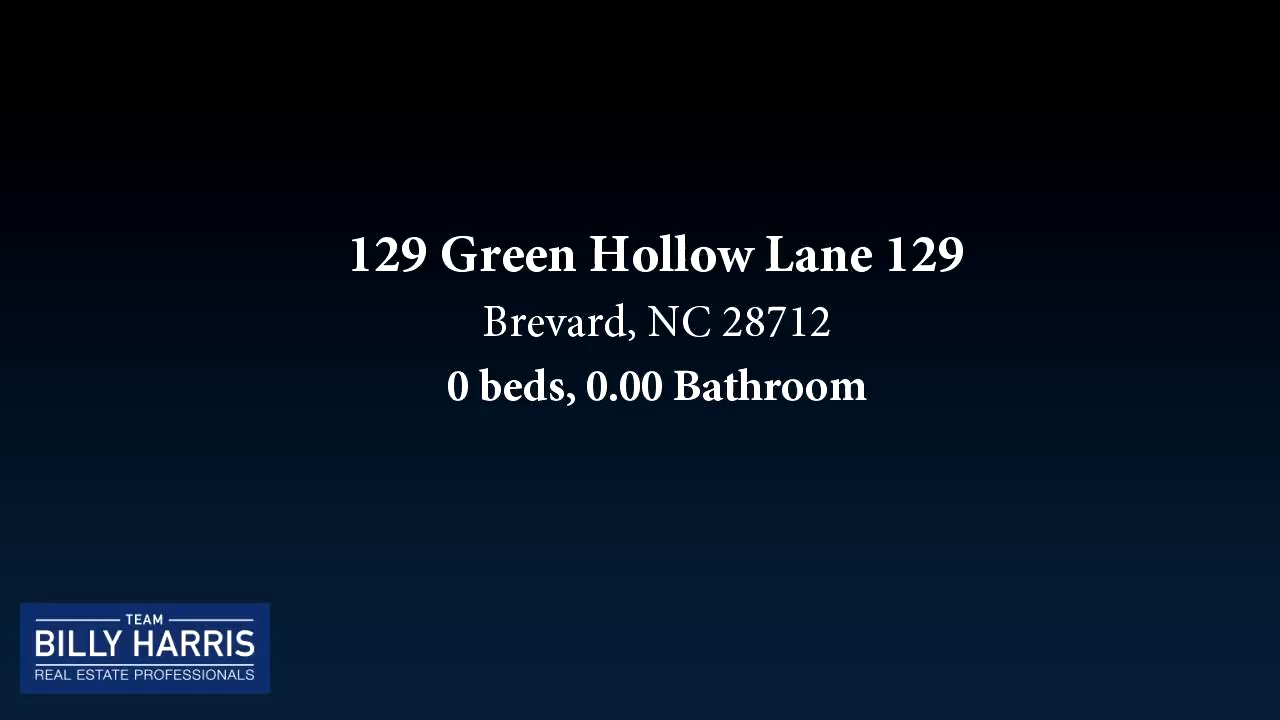 129 Green Hollow Lane 129
Brevard, NC 28712
0 beds, 0.00 Bathroom
TEAM
BILLY HARRIS
REAL ESTATE PROFESSIONALS